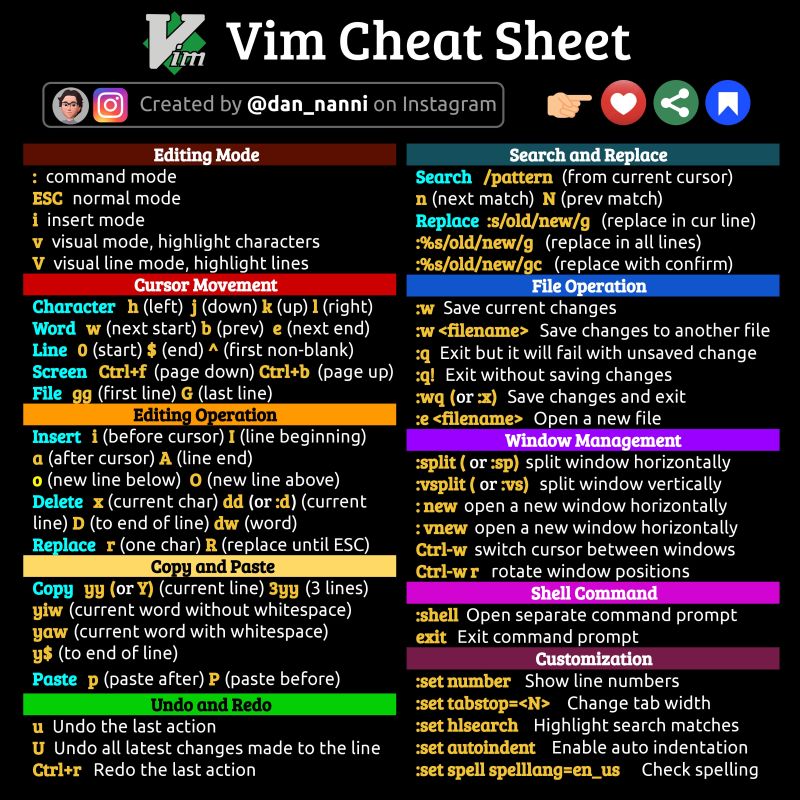 Vim
Vim Cheat Sheet
Created by @dan_nanni on Instagram
Editing Mode
: command mode
ESC normal mode
i insert mode
v visual mode, highlight characters
V visual line mode, highlight lines
Cursor Movement
Character h (left) j (down) k (up) l (right)
Word w (next start) b (prev) e (next end)
Line 0 (start) $ (end) ^ (first non-blank)
Screen Ctrl+f (page down) Ctrl+b (page up)
File gg (first line) G (last line)
Editing Operation
Insert i (before cursor) I (line beginning)
a (after cursor) A (line end)
o (new line below) O (new line above)
Delete x (current char) dd (or :d) (current
line) D (to end of line) dw (word)
Replace r (one char) R (replace until ESC)
Copy and Paste
Copy yy (or Y) (current line) 3yy (3 lines)
yiw (current word without whitespace)
yaw (current word with whitespace)
y$ (to end of line)
Paste p (paste after) P (paste before)
Undo and Redo
u Undo the last action
U Undo all latest changes made to the line
Ctrl+r Redo the last action
Search and Replace
Search /pattern (from current cursor)
n (next match) N (prev match)
Replace :s/old/new/g (replace in cur line)
:%s/old/new/g (replace in all lines)
:%s/old/new/gc (replace with confirm)
File Operation
:w Save current changes
:w <filename> Save changes to another file
:q Exit but it will fail with unsaved change
:q! Exit without saving changes
:wq (or :x) Save changes and exit
:e <filename> Open a new file
Window Management
:split ( or :sp) split window horizontally
:vsplit ( or :vs) split window vertically
: new open a new window horizontally
: vnew open a new window horizontally
Ctrl-w switch cursor between windows
Ctrl-w r rotate window positions
Shell Command
:shell Open separate command prompt
exit Exit command prompt
Customization
:set number Show line numbers
:set tabstop=<N> Change tab width
:set hlsearch Highlight search matches
:set autoindent Enable auto indentation
:set spell spelllang=en_us Check spelling